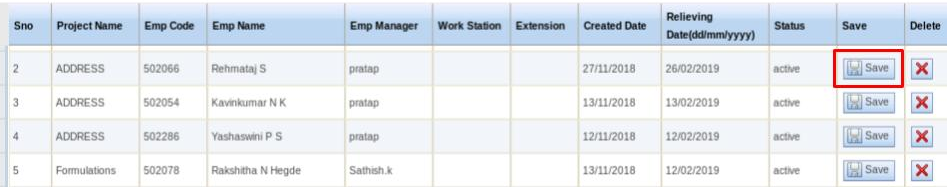 Sno Project Name Emp Code Emp Name Emp Manager Work Station Extension Created Date Relieving Date(dd/mm/yyyy) Status Save Delete
2 ADDRESS 502066 Rehmataj S pratap 27/11/2018 26/02/2019 active Save
3 ADDRESS 502054 Kavinkumar N K pratap 13/11/2018 13/02/2019 active Save
4 ADDRESS 502286 Yashaswini P S pratap 12/11/2018 12/02/2019 active Save
5 Formulations 502078 Rakshitha N Hegde Sathish.k 13/11/2018 12/02/2019 active Save